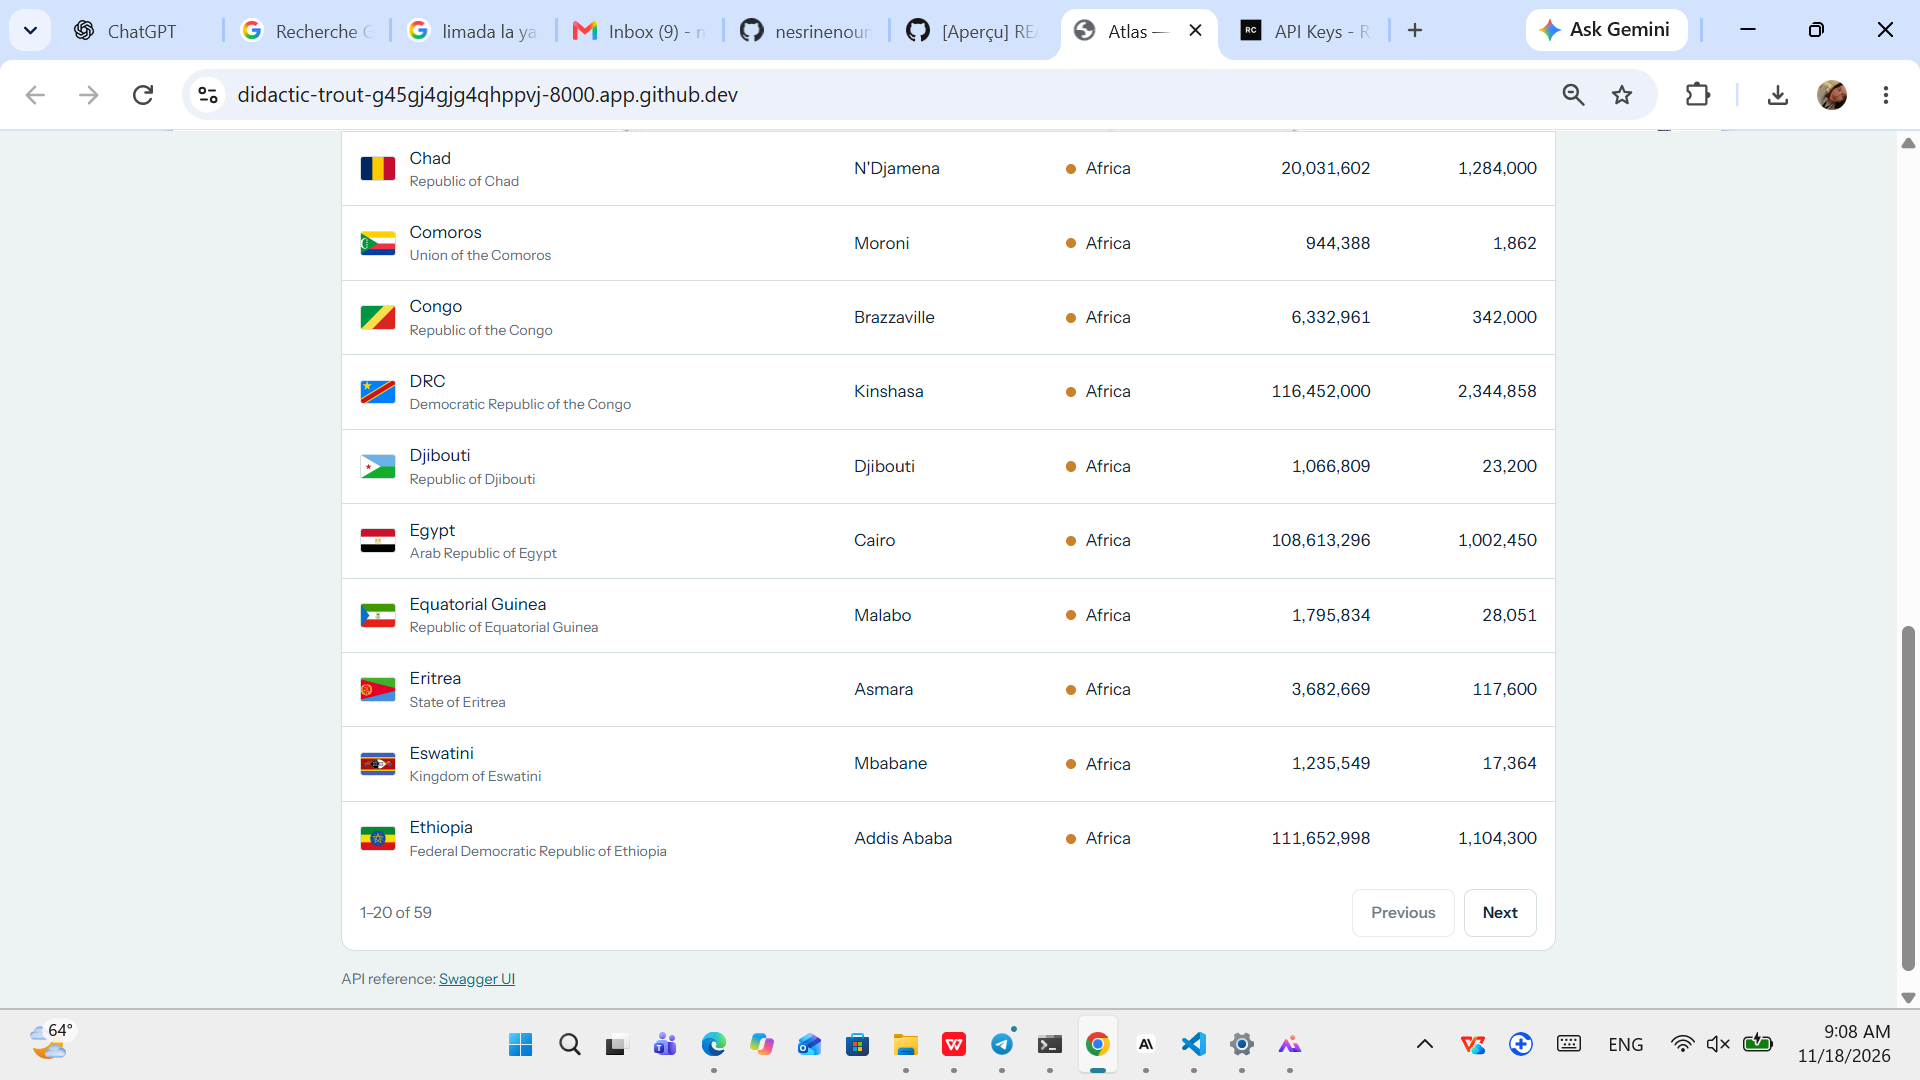 ChatGPT
Recherche G
limada la ya
Inbox (9) - n
nesrinenour
[Aperçu] REA
Atlas —
API Keys - R
Ask Gemini
didactic-trout-g45gj4gjg4qhppvj-8000.app.github.dev
Chad
Republic of Chad
N'Djamena
Africa
20,031,602
1,284,000
Comoros
Union of the Comoros
Moroni
Africa
944,388
1,862
Congo
Republic of the Congo
Brazzaville
Africa
6,332,961
342,000
DRC
Democratic Republic of the Congo
Kinshasa
Africa
116,452,000
2,344,858
Djibouti
Republic of Djibouti
Djibouti
Africa
1,066,809
23,200
Egypt
Arab Republic of Egypt
Cairo
Africa
108,613,296
1,002,450
Equatorial Guinea
Republic of Equatorial Guinea
Malabo
Africa
1,795,834
28,051
Eritrea
State of Eritrea
Asmara
Africa
3,682,669
117,600
Eswatini
Kingdom of Eswatini
Mbabane
Africa
1,235,549
17,364
Ethiopia
Federal Democratic Republic of Ethiopia
Addis Ababa
Africa
111,652,998
1,104,300
1–20 of 59
Previous
Next
API reference: Swagger UI
64°
ENG
9:08 AM
11/18/2026